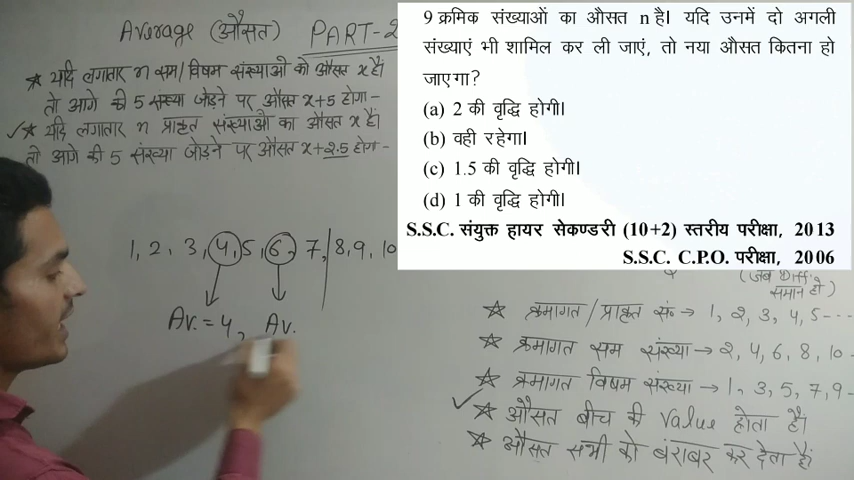 Average (औसत) PART-2
★ यदि लगातार n सम/विषम संख्याओं को औसत x है।
तो आगे की 5 संख्या जोड़ने पर औसत x+5 होगा-
✓★ यदि लगातार n प्राकृत संख्याओं का औसत x है।
तो आगे की 5 संख्या जोड़ने पर औसत x+2.5 होगा-
1, 2, 3, 4, 5, 6, 7, 8, 9, 10
Av. = 4, Av.
9 क्रमिक संख्याओं का औसत n है। यदि उनमें दो अगली
संख्याएं भी शामिल कर ली जाएं, तो नया औसत कितना हो
जाएगा?
(a) 2 की वृद्धि होगी।
(b) वही रहेगा।
(c) 1.5 की वृद्धि होगी।
(d) 1 की वृद्धि होगी।
S.S.C. संयुक्त हायर सेकण्डरी (10+2) स्तरीय परीक्षा, 2013
S.S.C. C.P.O. परीक्षा, 2006
(जब Diff.
समान हो)
★ क्रमागत/प्राकृत सं० → 1, 2, 3, 4, 5----
★ क्रमागत सम संख्या → 2, 4, 6, 8, 10-
★ क्रमागत विषम संख्या → 1, 3, 5, 7, 9-
✓★ औसत बीच की Value होता है।
★ औसत सभी को बराबर कर देता है।